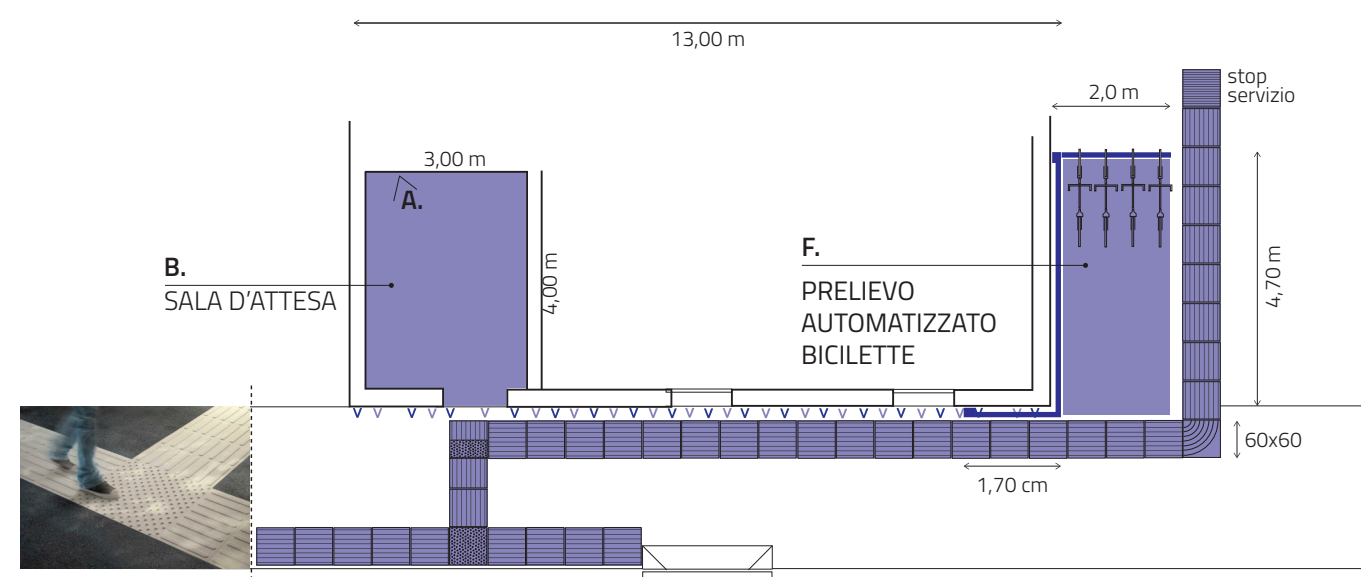 13,00 m
stop
servizio
2,0 m
3,00 m
A.
B.
SALA D'ATTESA
4,00 m
F.
PRELIEVO
AUTOMATIZZATO
BICILETTE
4,70 m
60x60
1,70 cm